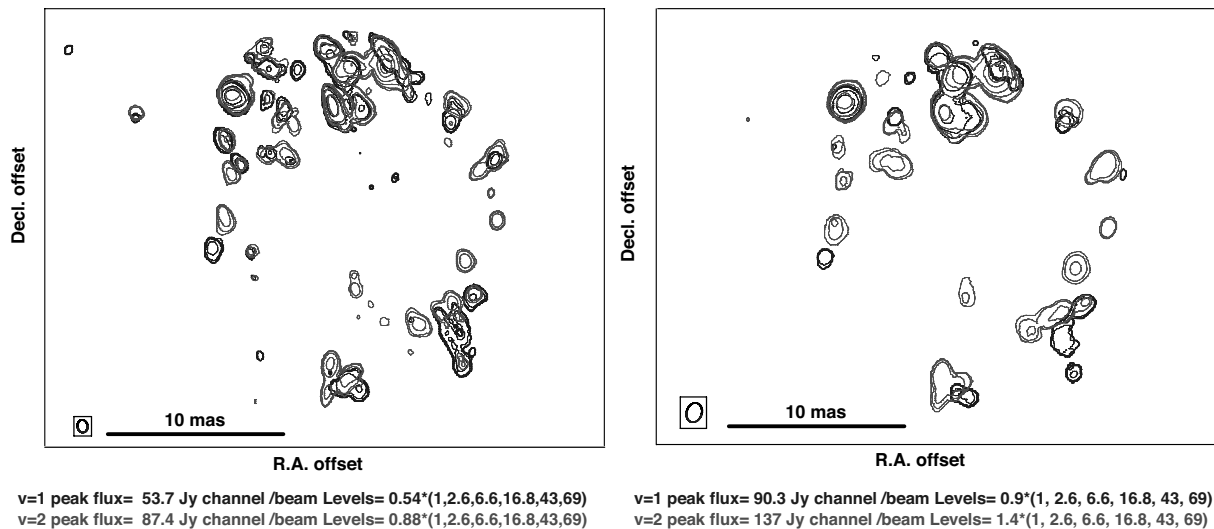 Decl. offset
10 mas
R.A. offset
v=1 peak flux= 53.7 Jy channel /beam Levels= 0.54*(1,2.6,6.6,16.8,43,69)
v=2 peak flux= 87.4 Jy channel /beam Levels= 0.88*(1,2.6,6.6,16.8,43,69)
Decl. offset
10 mas
R.A. offset
v=1 peak flux= 90.3 Jy channel /beam Levels= 0.9*(1, 2.6, 6.6, 16.8, 43, 69)
v=2 peak flux= 137 Jy channel /beam Levels= 1.4*(1, 2.6, 6.6, 16.8, 43, 69)